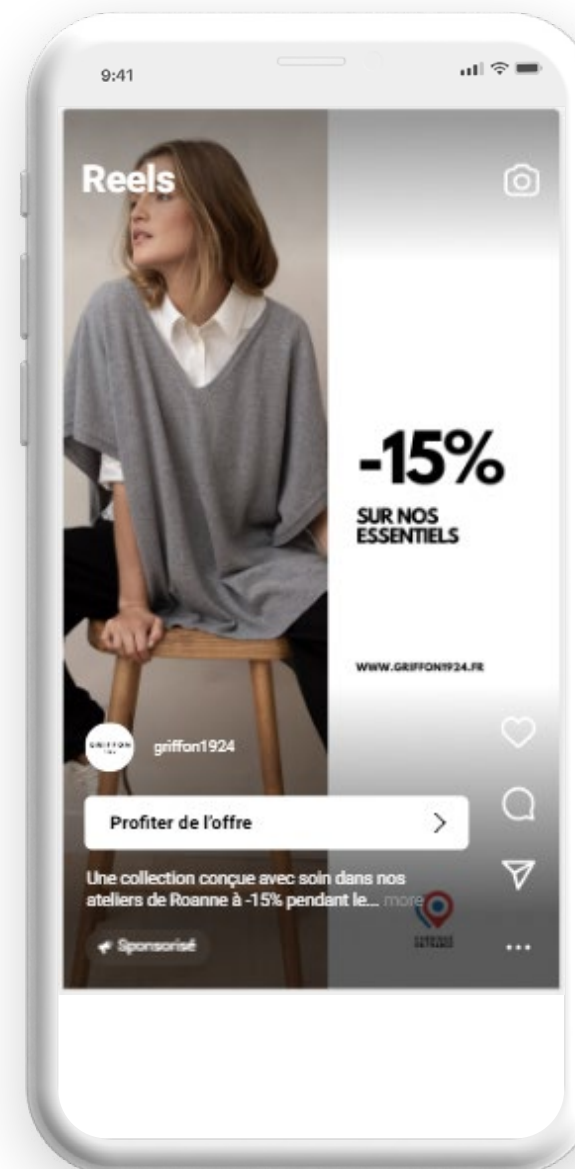 9:41
Reels
-15%
SUR NOS
ESSENTIELS
WWW.GRIFFON1924.FR
GRIFFON
griffon1924
Profiter de l'offre
Une collection conçue avec soin dans nos
ateliers de Roanne à -15% pendant le... more
Sponsorisé